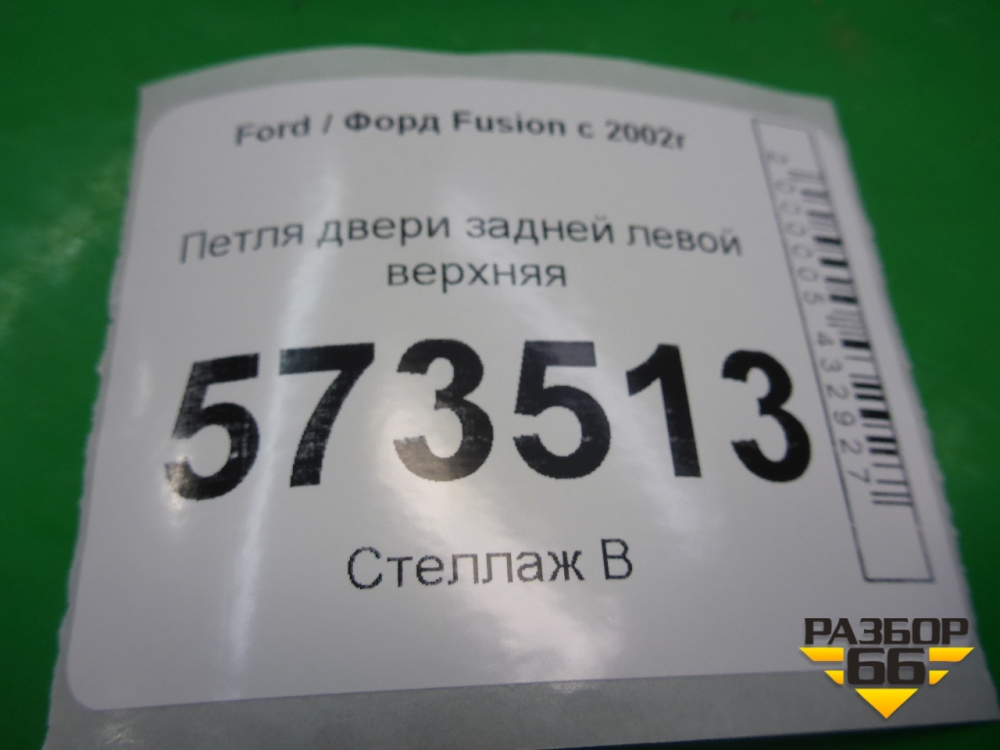 Ford / Форд Fusion с 2002г
Петля двери задней левой
верхняя
573513
Стеллаж В
2000005432927
РАЗБОР
66